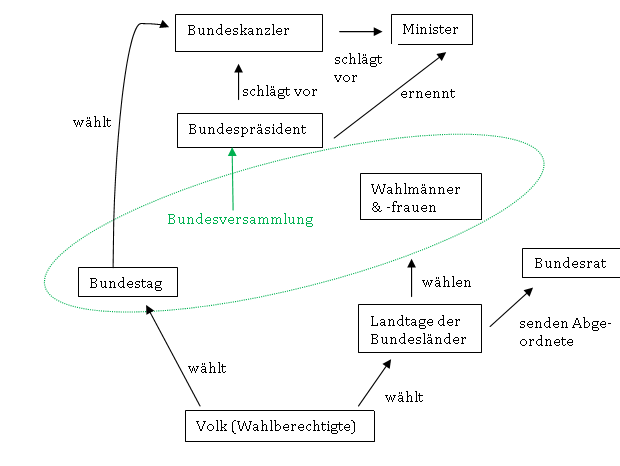 Bundeskanzler
Minister
schlägt
vor
schlägt vor
ernennt
wählt
Bundespräsident
Wahlmänner
& -frauen
Bundesversammlung
Bundesrat
Bundestag
wählen
Landtage der
Bundesländer
senden Abge-
ordnete
wählt
wählt
Volk (Wahlberechtigte)